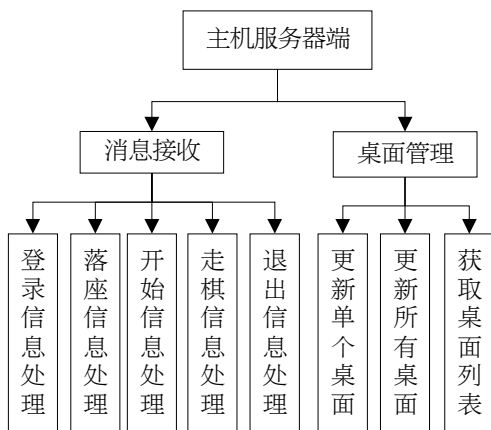 主机服务器端
消息接收
桌面管理
登录信息处理
落座信息处理
开始信息处理
走棋信息处理
退出信息处理
更新单个桌面
更新所有桌面
获取桌面列表